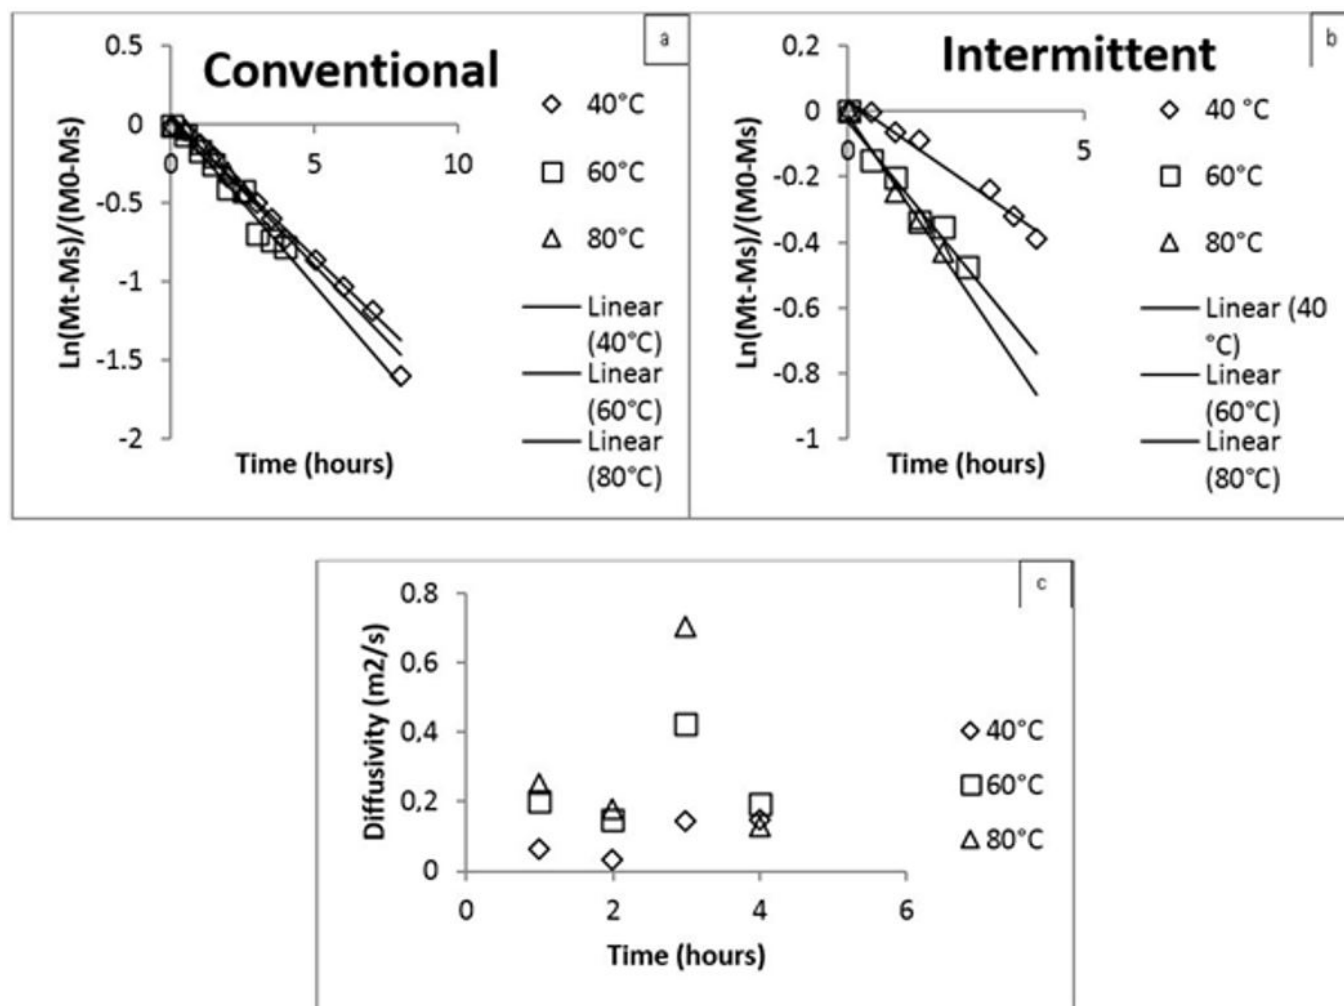 a
Conventional
0.5
0
-0.5
-1
-1.5
-2
0
5
10
Ln(Mt-Ms)/(M0-Ms)
Time (hours)
40°C
60°C
80°C
Linear
(40°C)
Linear
(60°C)
Linear
(80°C)
b
Intermittent
0,2
0
-0.2
-0.4
-0.6
-0.8
-1
0
5
Ln(Mt-Ms)/(M0-Ms)
Time (hours)
40 °C
60°C
80°C
Linear (40
°C)
Linear
(60°C)
Linear
(80°C)
c
0.8
0.6
0,4
0,2
0
0
2
4
6
Diffusivity (m2/s)
Time (hours)
40°C
60°C
80°C